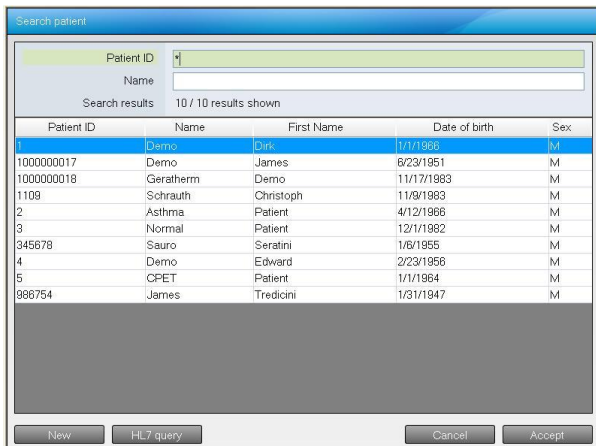 Search patient
Patient ID *
Name
Search results 10 / 10 results shown
Patient ID Name First Name Date of birth Sex
1 Demo Dirk 1/1/1966 M
1000000017 Demo James 6/23/1951 M
1000000018 Geratherm Demo 11/17/1983 M
1109 Schrauth Christoph 11/9/1983 M
2 Asthma Patient 4/12/1966 M
3 Normal Patient 12/1/1982 M
345678 Sauro Seratini 1/6/1955 M
4 Demo Edward 2/23/1956 M
5 CPET Patient 1/1/1964 M
986754 James Tredicini 1/31/1947 M
New HL7 query Cancel Accept